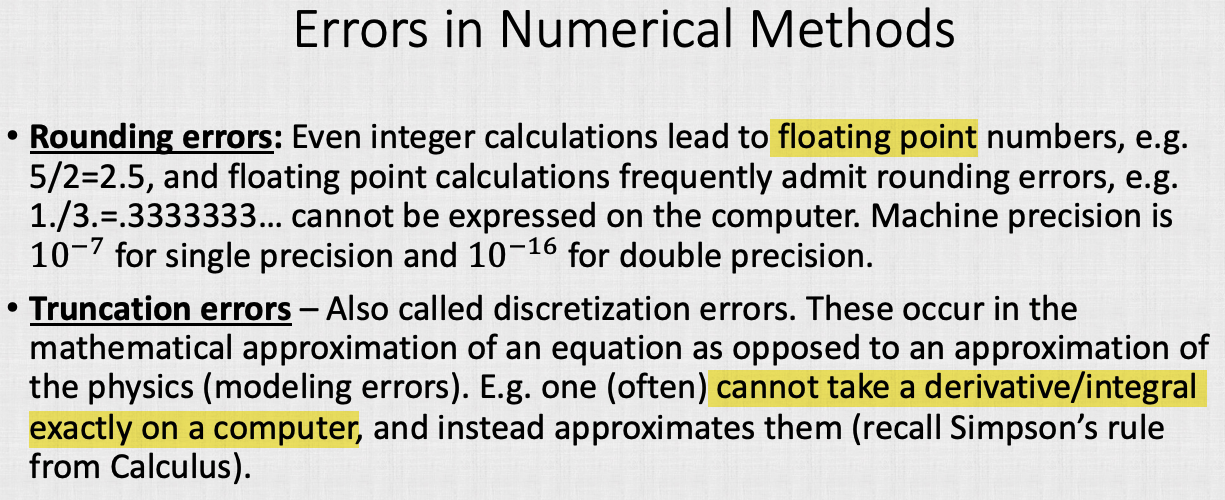 Errors in Numerical Methods
• Rounding errors: Even integer calculations lead to floating point numbers, e.g.
5/2=2.5, and floating point calculations frequently admit rounding errors, e.g.
1./3.=.3333333… cannot be expressed on the computer. Machine precision is
10⁻⁷ for single precision and 10⁻¹⁶ for double precision.
• Truncation errors – Also called discretization errors. These occur in the
mathematical approximation of an equation as opposed to an approximation of
the physics (modeling errors). E.g. one (often) cannot take a derivative/integral
exactly on a computer, and instead approximates them (recall Simpson’s rule
from Calculus).